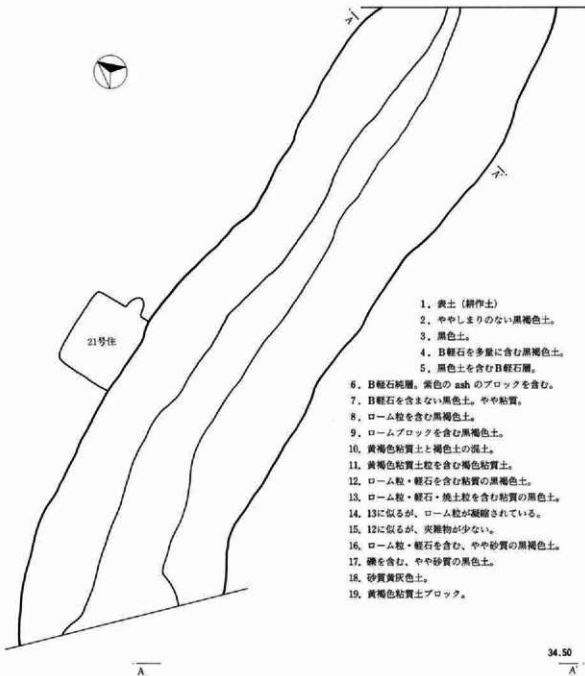 A
A'
21号住
1. 表土（耕作土）
2. ややしまりのない黒褐色土。
3. 黒色土。
4. B軽石を多量に含む黒褐色土。
5. 黒色土を含むB軽石層。
6. B軽石純層。紫色の ash のブロックを含む。
7. B軽石を含まない黒色土。やや粘質。
8. ローム粒を含む黒褐色土。
9. ロームブロックを含む黒褐色土。
10. 黄褐色粘質土と褐色土の混土。
11. 黄褐色粘質土粒を含む褐色粘質土。
12. ローム粒・軽石を含む粘質の黒褐色土。
13. ローム粒・軽石・焼土粒を含む粘質の黒色土。
14. 13に似るが、ローム粒が凝縮されている。
15. 12に似るが、夾雑物が少ない。
16. ローム粒・軽石を含む、やや砂質の黒褐色土。
17. 礫を含む、やや砂質の黒色土。
18. 砂質黄灰色土。
19. 黄褐色粘質土ブロック。
34.50
A
A'